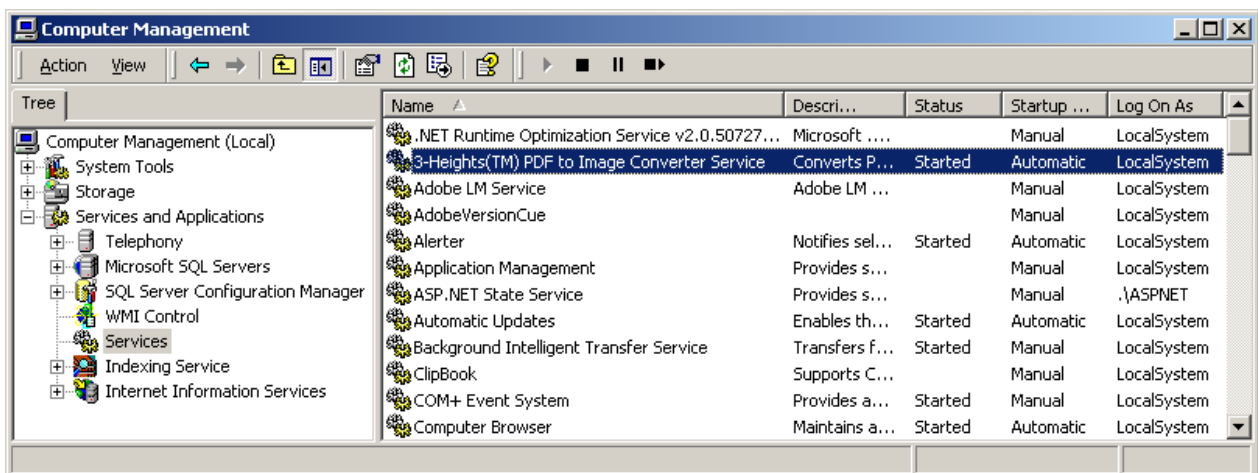 Computer Management
Action View
Tree
Computer Management (Local)
System Tools
Storage
Services and Applications
Telephony
Microsoft SQL Servers
SQL Server Configuration Manager
WMI Control
Services
Indexing Service
Internet Information Services
Name Descri... Status Startup ... Log On As
.NET Runtime Optimization Service v2.0.50727... Microsoft .... Manual LocalSystem
3-Heights(TM) PDF to Image Converter Service Converts P... Started Automatic LocalSystem
Adobe LM Service Adobe LM ... Manual LocalSystem
AdobeVersionCue Manual LocalSystem
Alerter Notifies sel... Started Automatic LocalSystem
Application Management Provides s... Manual LocalSystem
ASP.NET State Service Provides s... Manual .\ASPNET
Automatic Updates Enables th... Started Automatic LocalSystem
Background Intelligent Transfer Service Transfers f... Started Manual LocalSystem
ClipBook Supports C... Manual LocalSystem
COM+ Event System Provides a... Started Manual LocalSystem
Computer Browser Maintains a... Started Automatic LocalSystem